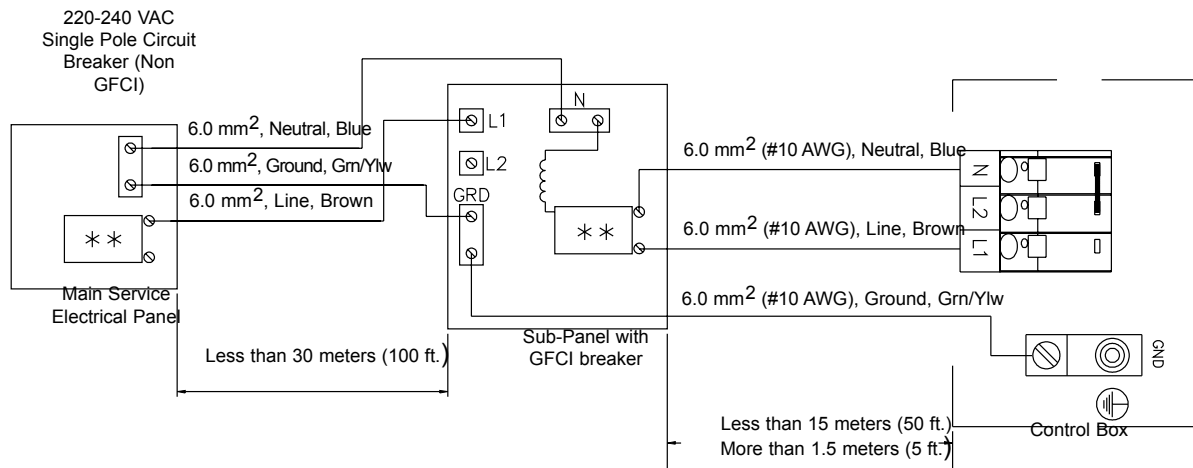 220-240 VAC
Single Pole Circuit
Breaker (Non
GFCI)
6.0 mm², Neutral, Blue
6.0 mm², Ground, Grn/Ylw
6.0 mm², Line, Brown
**
Main Service
Electrical Panel
L1
N
L2
GRD
**
Sub-Panel with
GFCI breaker
Less than 30 meters (100 ft.)
6.0 mm² (#10 AWG), Neutral, Blue
6.0 mm² (#10 AWG), Line, Brown
6.0 mm² (#10 AWG), Ground, Grn/Ylw
N
L2
L1
GND
Control Box
Less than 15 meters (50 ft.)
More than 1.5 meters (5 ft.)